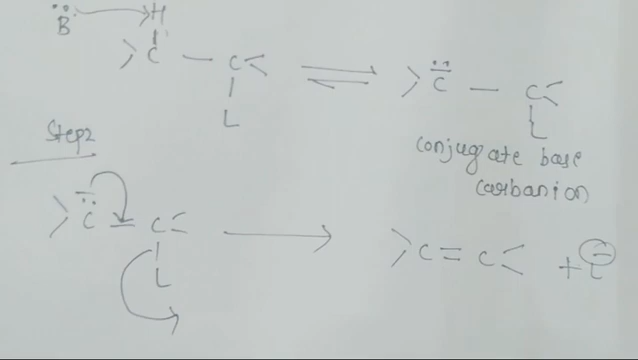 B̈ H
>C — C<
L
⇌
>C̈ — C<
L
conjugate base
carbanion
Step2
>C̈ — C<
L
→
>C = C< + L⊖